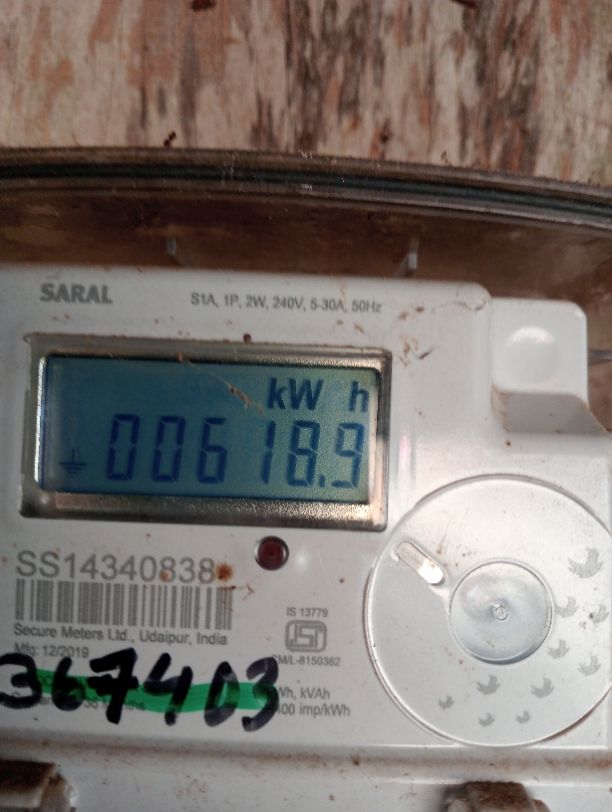 SARAL
S1A, 1P, 2W, 240V, 5-30A, 50Hz
kW h
00618.9
SS14340838
Secure Meters Ltd., Udaipur, India
Mfg: 12/2019
IS 13779
CM/L-8150362
367403
kWh, kVAh
imp/kWh